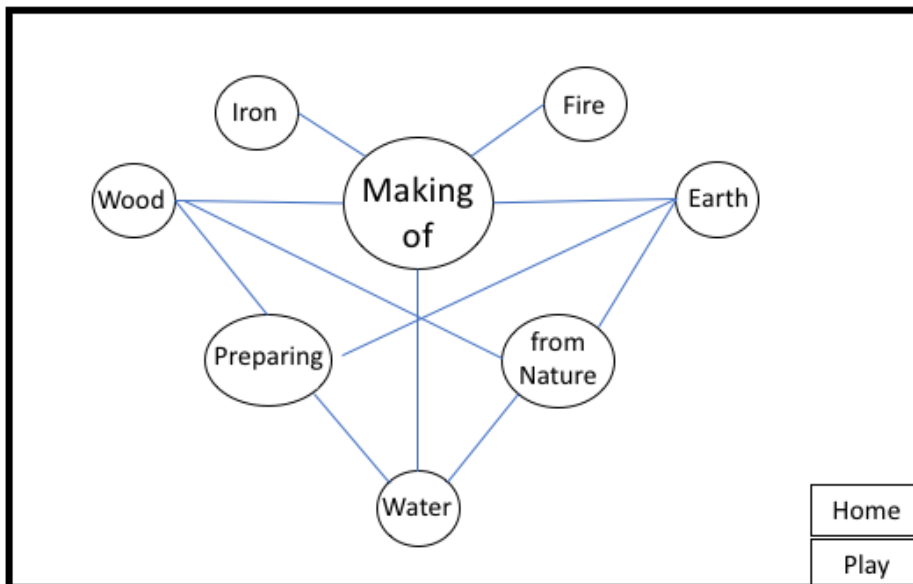 Iron
Fire
Making
of
Wood
Earth
Preparing
from
Nature
Water
Home
Play